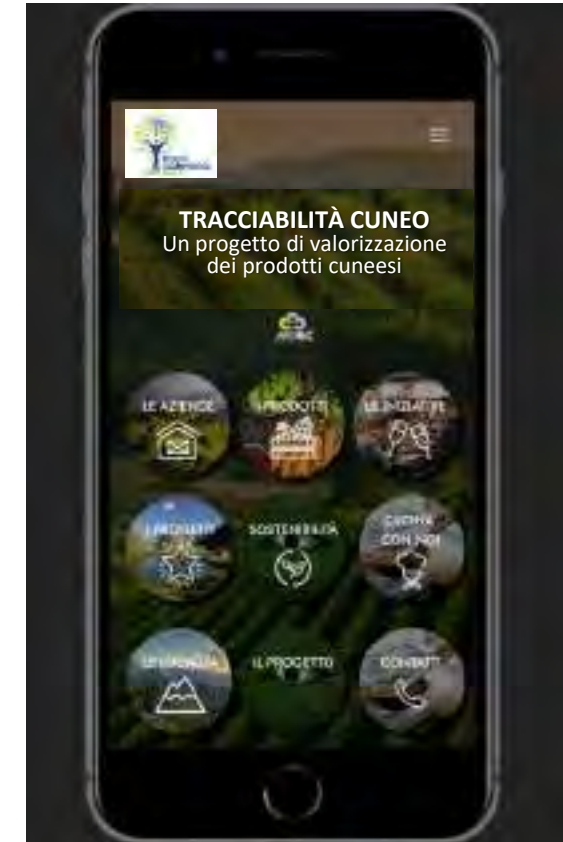 TRACCIABILITÀ CUNEO
Un progetto di valorizzazione
dei prodotti cuneesi
LE AZIENDE
I PRODOTTI
LE INIZIATIVE
I PROGETTI
SOSTENIBILITÀ
CUCINA
CON NOI
IL PROGETTO
CONTATTI